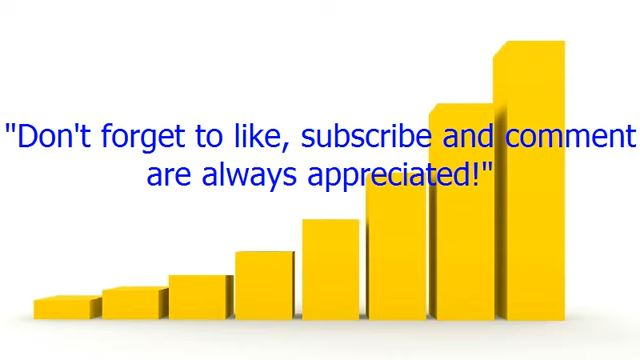 "Don't forget to like, subscribe and comment
are always appreciated!"